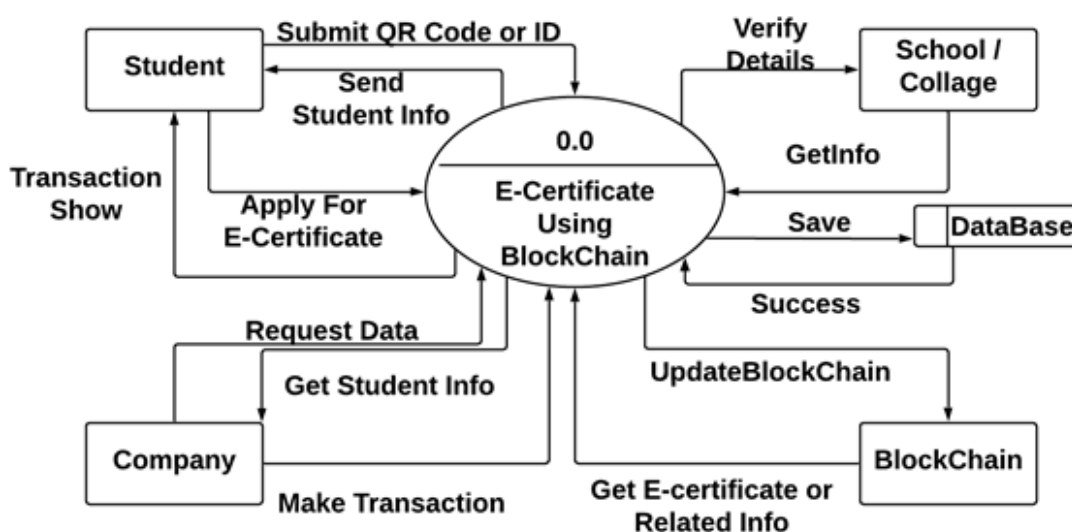 Submit QR Code or ID
Student
Send
Student Info
Verify
Details
School /
Collage
0.0
E-Certificate
Using
BlockChain
GetInfo
Transaction
Show
Apply For
E-Certificate
Save
DataBase
Success
Request Data
Get Student Info
UpdateBlockChain
Company
BlockChain
Make Transaction
Get E-certificate or
Related Info